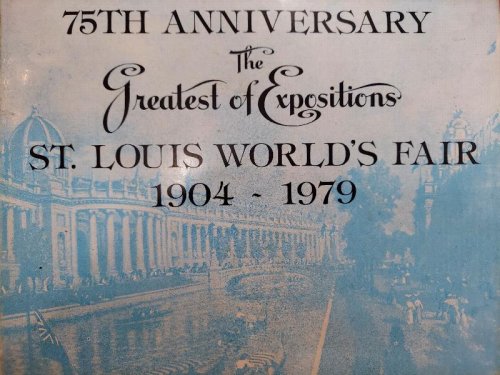 75TH ANNIVERSARY
The
Greatest of Expositions
ST. LOUIS WORLD'S FAIR
1904 - 1979